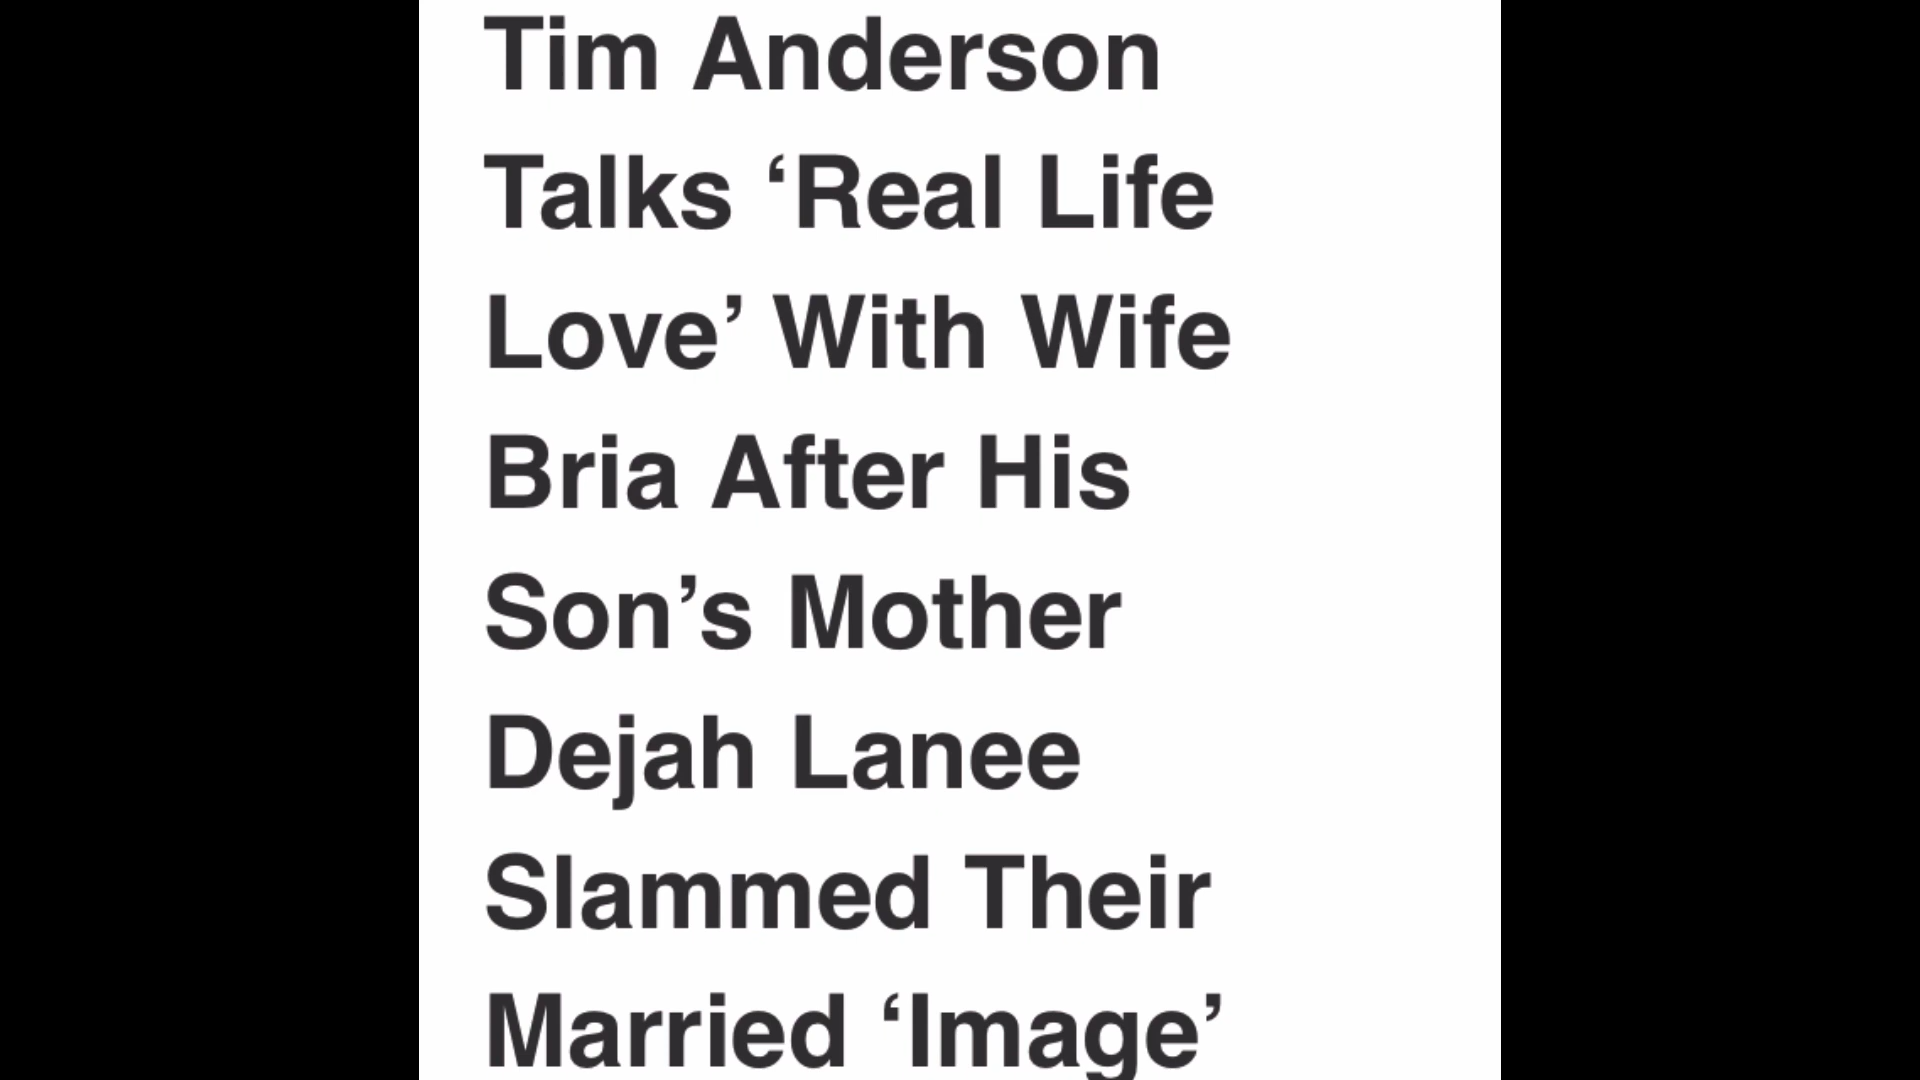 Tim Anderson
Talks ‘Real Life
Love’ With Wife
Bria After His
Son’s Mother
Dejah Lanee
Slammed Their
Married ‘Image’